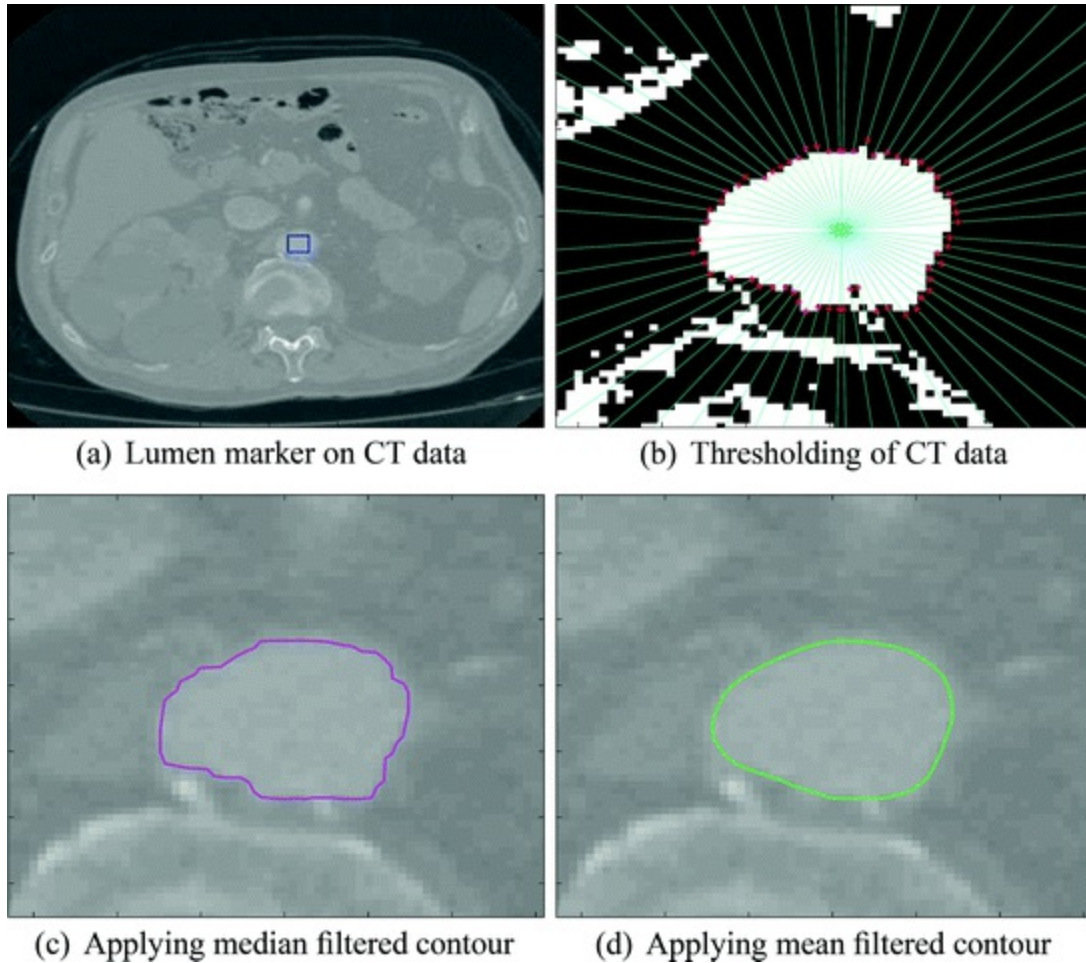 (a) Lumen marker on CT data
(b) Thresholding of CT data
(c) Applying median filtered contour
(d) Applying mean filtered contour